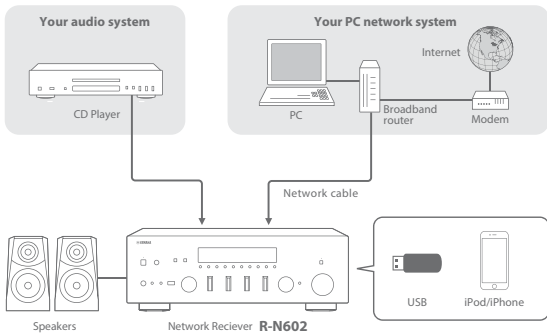 Your audio system
CD Player
Your PC network system
Internet
PC
Broadband
router
Modem
Network cable
YAMAHA
Speakers
Network Reciever R-N602
USB
iPod/iPhone